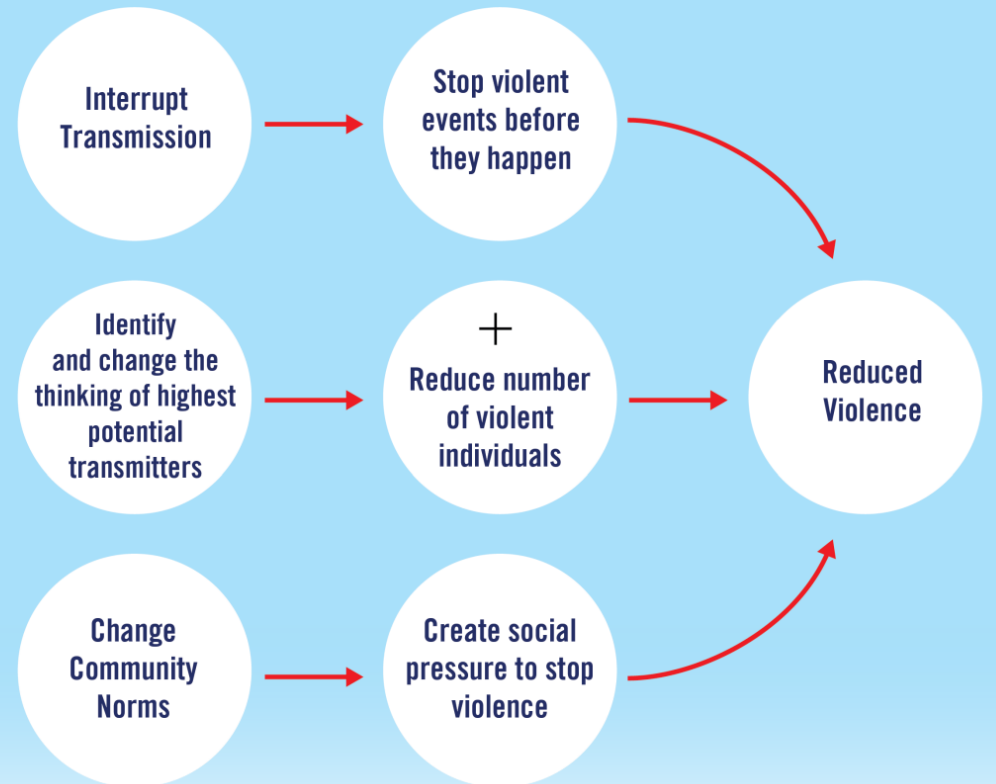 Interrupt
Transmission
Stop violent
events before
they happen
Identify
and change the
thinking of highest
potential
transmitters
+
Reduce number
of violent
individuals
Reduced
Violence
Change
Community
Norms
Create social
pressure to stop
violence